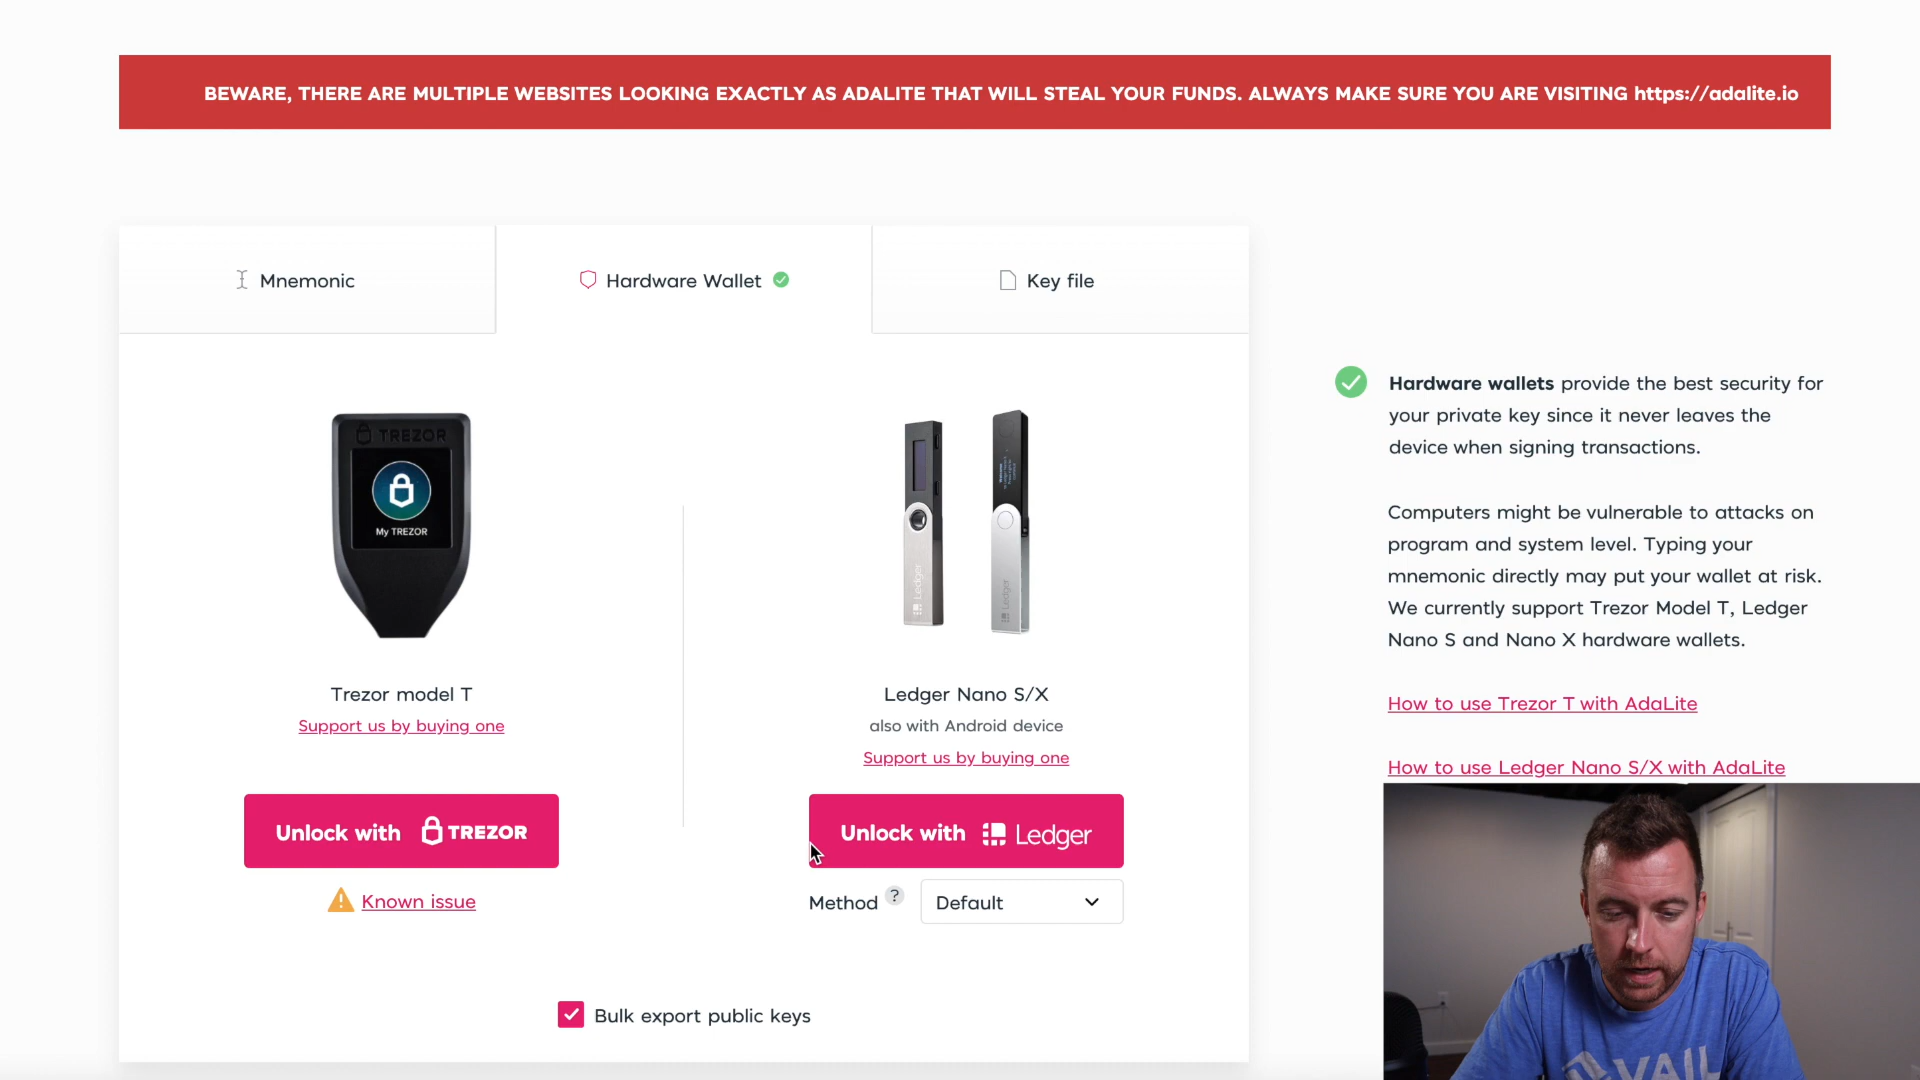 BEWARE, THERE ARE MULTIPLE WEBSITES LOOKING EXACTLY AS ADALITE THAT WILL STEAL YOUR FUNDS. ALWAYS MAKE SURE YOU ARE VISITING https://adalite.io
Mnemonic
Hardware Wallet
Key file
TREZOR
My TREZOR
Ledger
Ledger
Trezor model T
Support us by buying one
Unlock with TREZOR
Known issue
Ledger Nano S/X
also with Android device
Support us by buying one
Unlock with Ledger
Method ? Default
Bulk export public keys
Hardware wallets provide the best security for
your private key since it never leaves the
device when signing transactions.
Computers might be vulnerable to attacks on
program and system level. Typing your
mnemonic directly may put your wallet at risk.
We currently support Trezor Model T, Ledger
Nano S and Nano X hardware wallets.
How to use Trezor T with AdaLite
How to use Ledger Nano S/X with AdaLite
VAIL